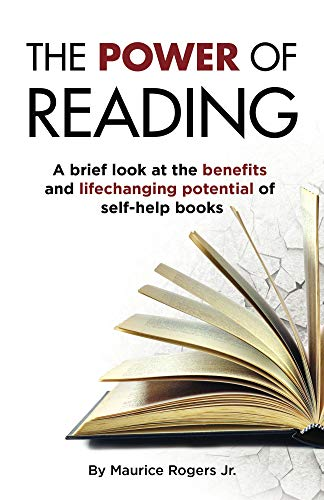 THE POWER OF
READING
A brief look at the benefits
and lifechanging potential of
self-help books
By Maurice Rogers Jr.